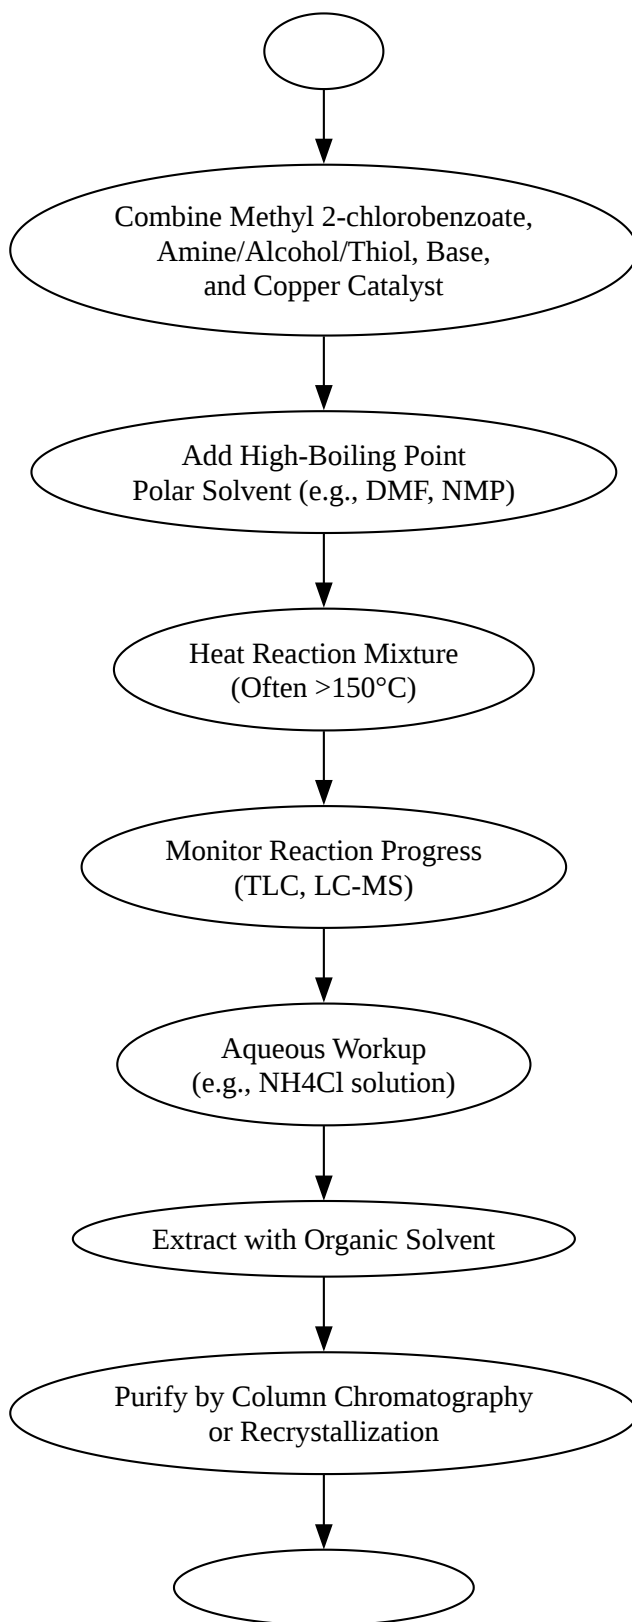 Combine Methyl 2-chlorobenzoate,
Amine/Alcohol/Thiol, Base,
and Copper Catalyst
Add High-Boiling Point
Polar Solvent (e.g., DMF, NMP)
Heat Reaction Mixture
(Often >150°C)
Monitor Reaction Progress
(TLC, LC-MS)
Aqueous Workup
(e.g., NH4Cl solution)
Extract with Organic Solvent
Purify by Column Chromatography
or Recrystallization